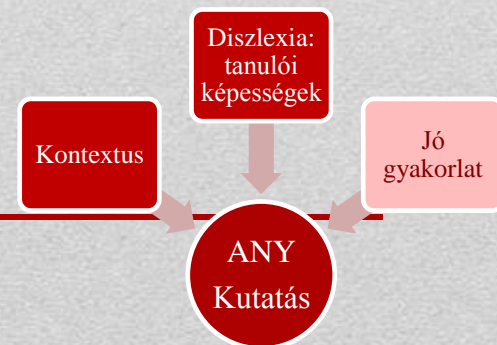 Diszlexia:
tanulói
képességek
Kontextus
Jó
gyakorlat
ANY
Kutatás